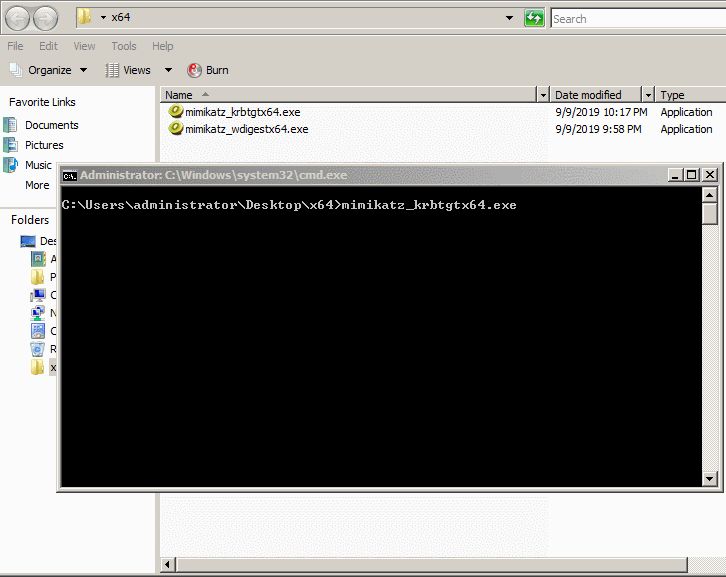 x64
Search
File Edit View Tools Help
Organize Views Burn
Favorite Links
Documents
Pictures
Music
More
Folders
Name Date modified Type
mimikatz_krbtgtx64.exe 9/9/2019 10:17 PM Application
mimikatz_wdigestx64.exe 9/9/2019 9:58 PM Application
Administrator: C:\Windows\system32\cmd.exe
C:\Users\administrator\Desktop\x64>mimikatz_krbtgtx64.exe